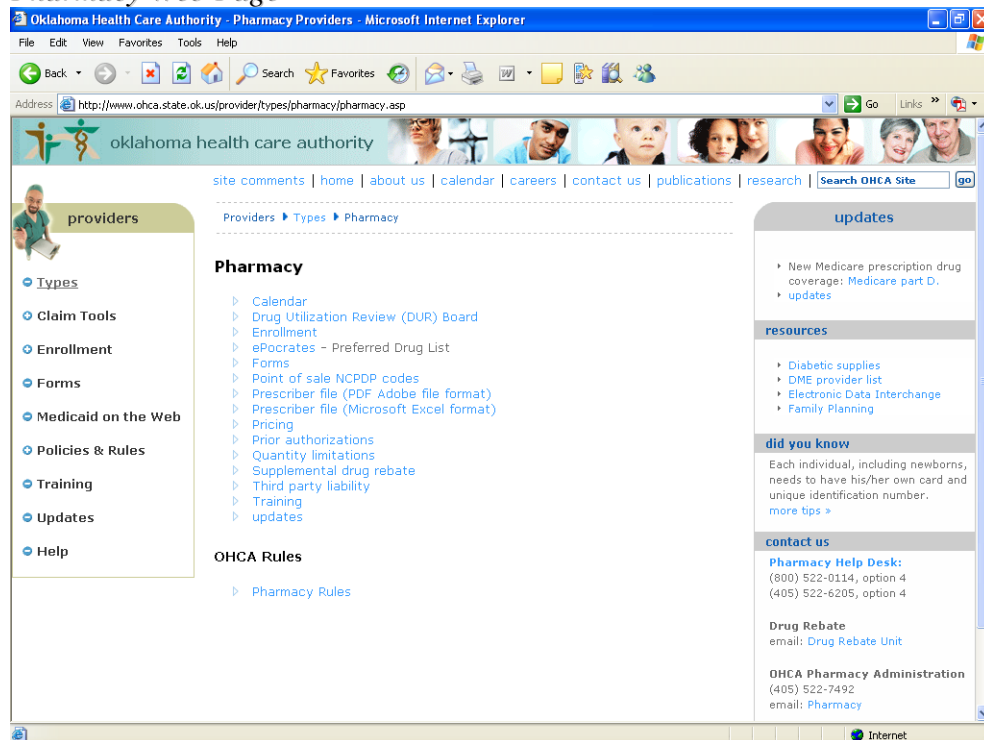 Oklahoma Health Care Authority - Pharmacy Providers - Microsoft Internet Explorer
File Edit View Favorites Tools Help
Back Search Favorites
Address http://www.ohca.state.ok.us/provider/types/pharmacy/pharmacy.asp Go Links »
oklahoma health care authority
site comments | home | about us | calendar | careers | contact us | publications | research | Search OHCA Site go
providers
Types
Claim Tools
Enrollment
Forms
Medicaid on the Web
Policies & Rules
Training
Updates
Help
Providers Types Pharmacy
Pharmacy
Calendar
Drug Utilization Review (DUR) Board
Enrollment
ePocrates – Preferred Drug List
Forms
Point of sale NCPDP codes
Prescriber file (PDF Adobe file format)
Prescriber file (Microsoft Excel format)
Pricing
Prior authorizations
Quantity limitations
Supplemental drug rebate
Third party liability
Training
updates
OHCA Rules
Pharmacy Rules
updates
New Medicare prescription drug
coverage: Medicare part D.
updates
resources
Diabetic supplies
DME provider list
Electronic Data Interchange
Family Planning
did you know
Each individual, including newborns,
needs to have his/her own card and
unique identification number.
more tips »
contact us
Pharmacy Help Desk:
(800) 522-0114, option 4
(405) 522-6205, option 4
Drug Rebate
email: Drug Rebate Unit
OHCA Pharmacy Administration
(405) 522-7492
email: Pharmacy
Internet